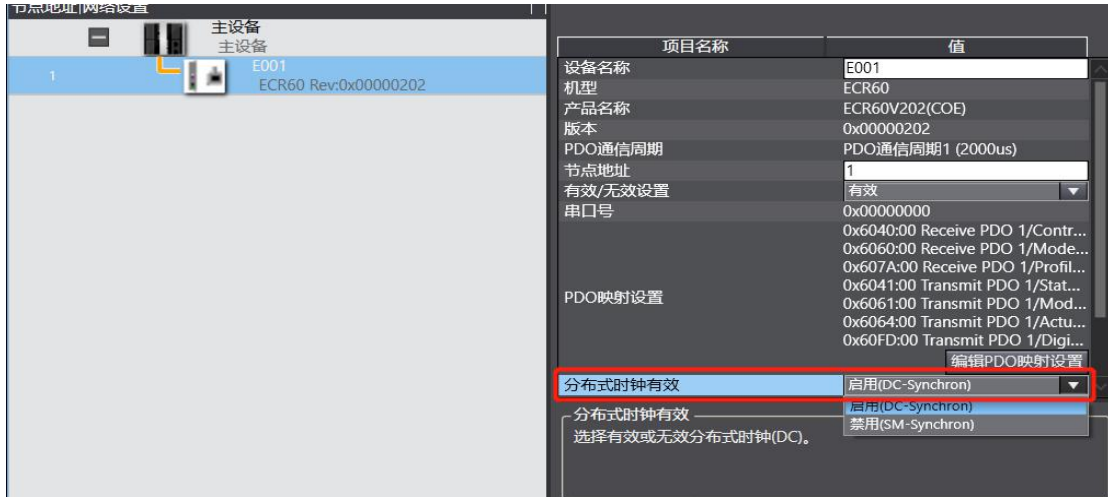 节点地址|网络设置
主设备
主设备
1
E001
ECR60 Rev:0x00000202
项目名称 值
设备名称 E001
机型 ECR60
产品名称 ECR60V202(COE)
版本 0x00000202
PDO通信周期 PDO通信周期1 (2000us)
节点地址 1
有效/无效设置 有效
串口号 0x00000000
PDO映射设置
0x6040:00 Receive PDO 1/Contr...
0x6060:00 Receive PDO 1/Mode...
0x607A:00 Receive PDO 1/Profil...
0x6041:00 Transmit PDO 1/Stat...
0x6061:00 Transmit PDO 1/Mod...
0x6064:00 Transmit PDO 1/Actu...
0x60FD:00 Transmit PDO 1/Digi...
编辑PDO映射设置
分布式时钟有效 启用(DC-Synchron)
启用(DC-Synchron)
禁用(SM-Synchron)
分布式时钟有效
选择有效或无效分布式时钟(DC)。